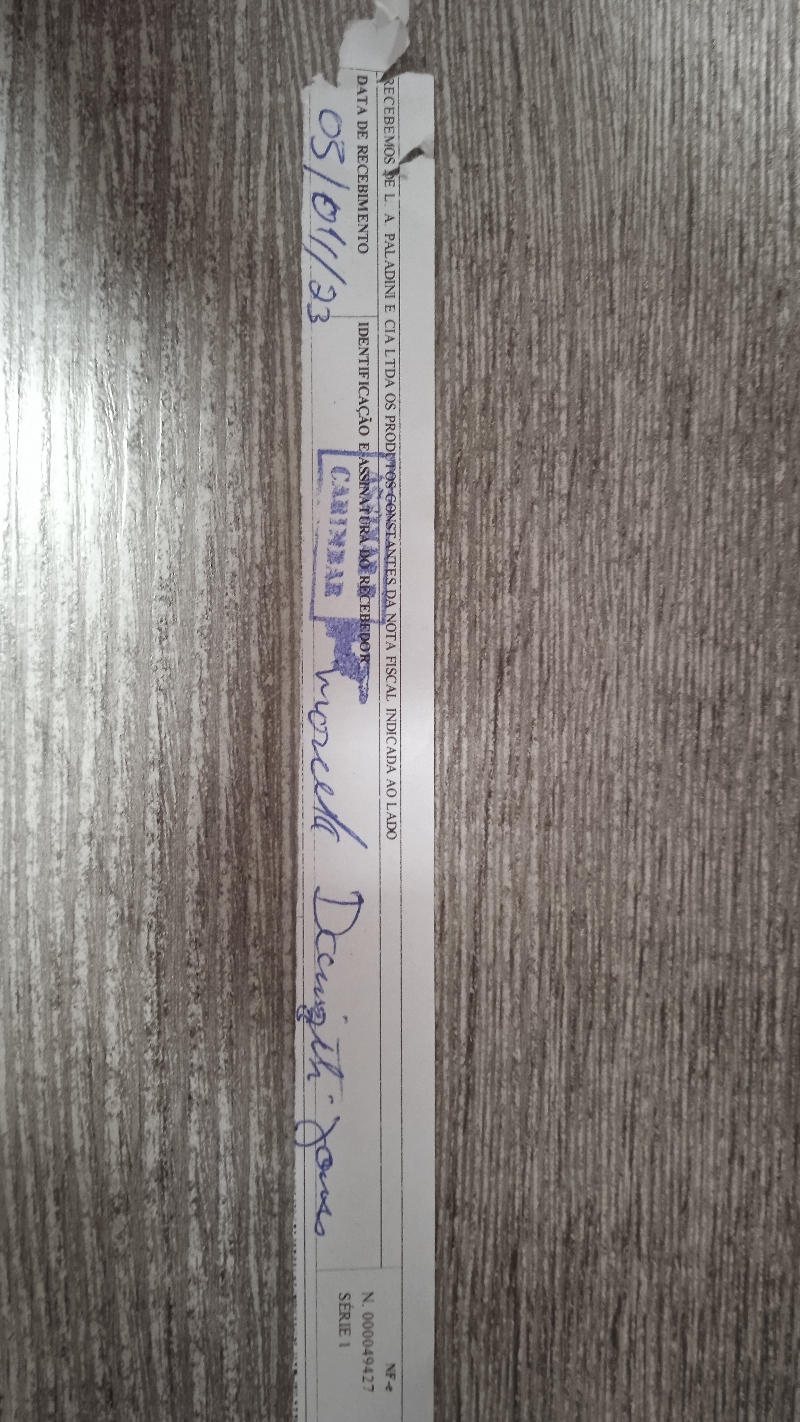 RECEBEMOS DE L. A. PALADINI E CIA LTDA OS PRODUTOS CONSTANTES DA NOTA FISCAL INDICADA AO LADO
DATA DE RECEBIMENTO
IDENTIFICAÇÃO E ASSINATURA DO RECEBEDOR
05/01/23
CARIMBAR
NF-e
N. 000049427
SÉRIE 1